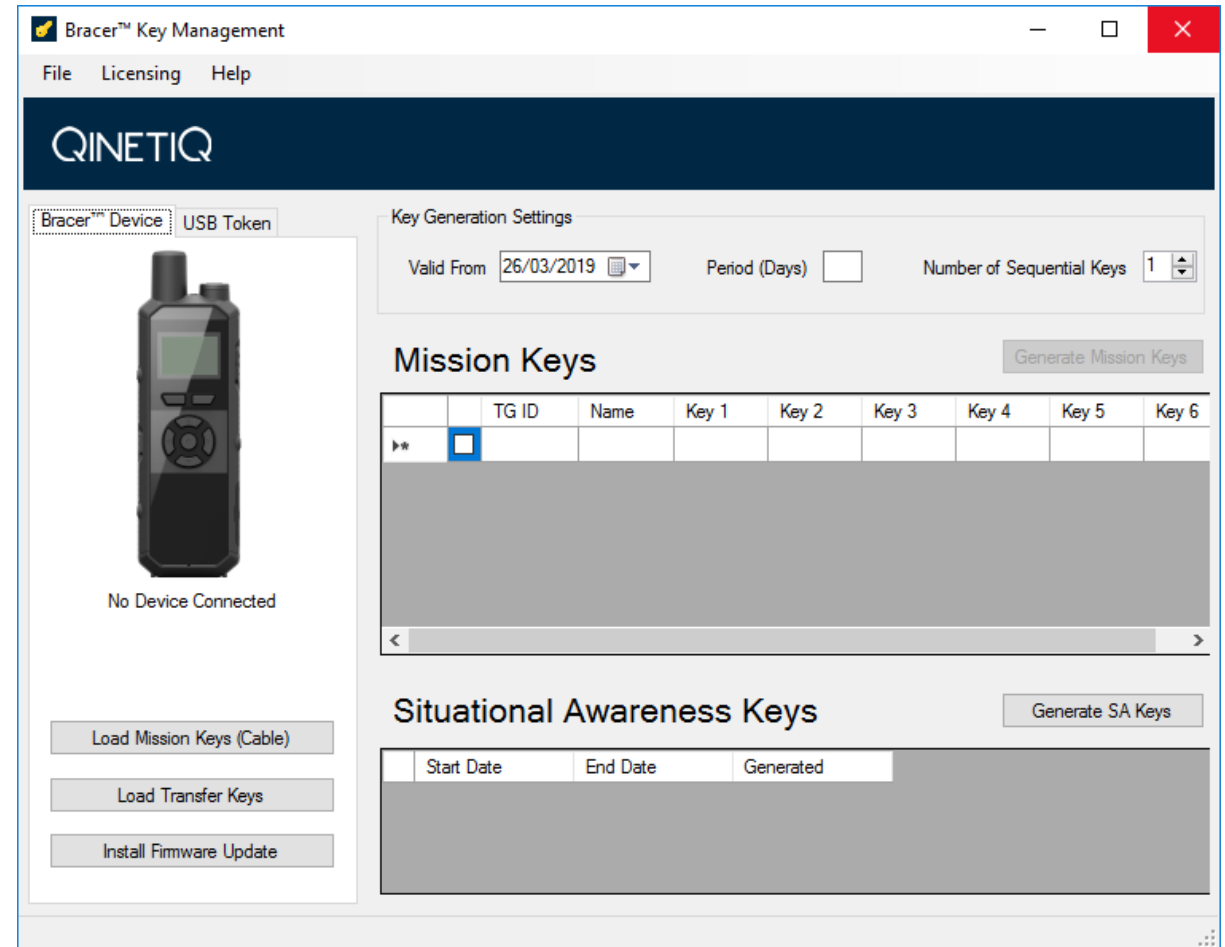 Bracer™ Key Management
File Licensing Help
QINETIQ
Bracer™ Device USB Token
No Device Connected
Load Mission Keys (Cable)
Load Transfer Keys
Install Firmware Update
Key Generation Settings
Valid From 26/03/2019 Period (Days) Number of Sequential Keys 1
Mission Keys Generate Mission Keys
TG ID Name Key 1 Key 2 Key 3 Key 4 Key 5 Key 6
Situational Awareness Keys Generate SA Keys
Start Date End Date Generated